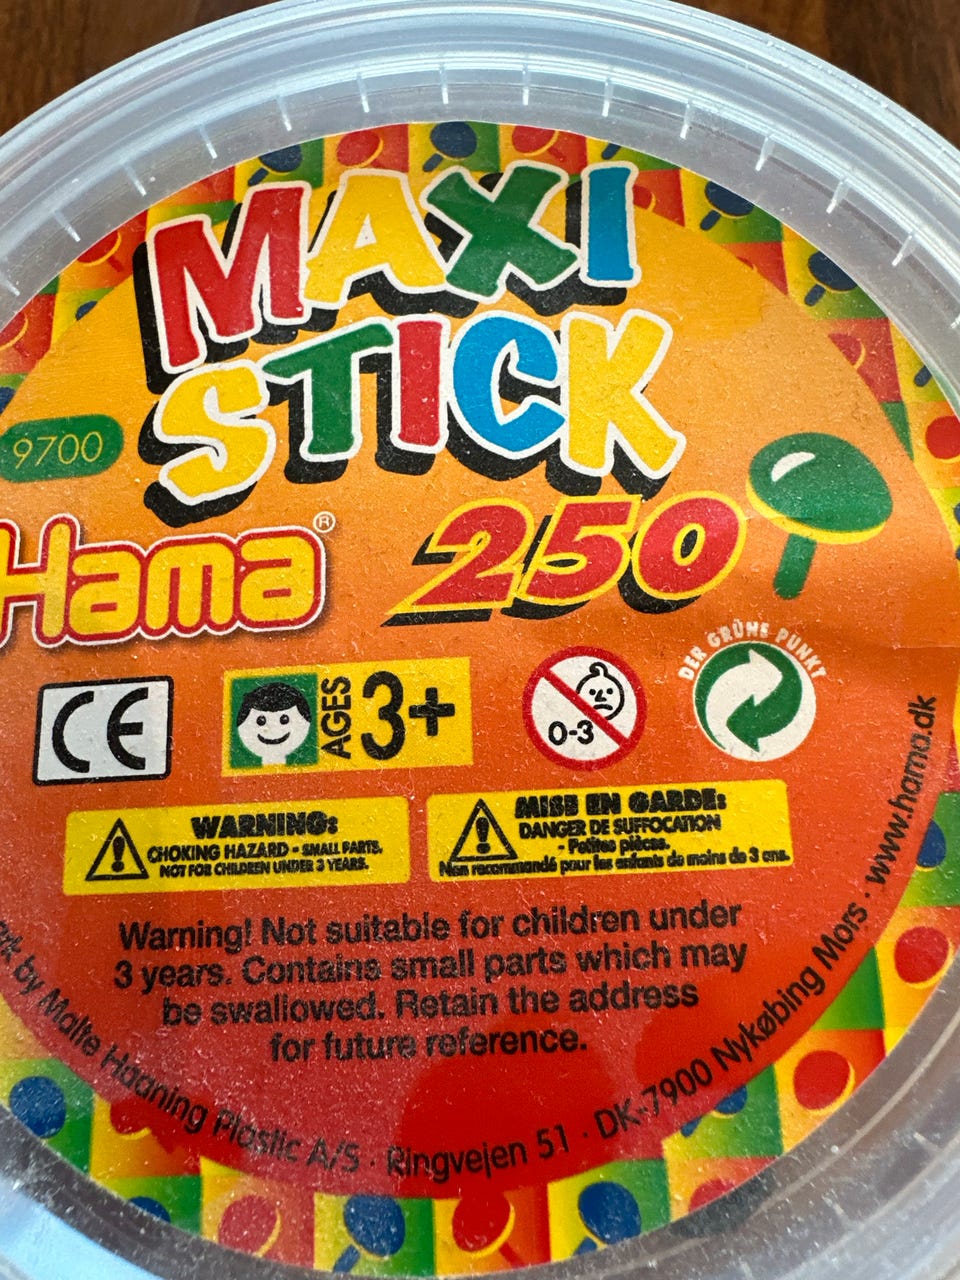 MAXI
STICK
9700
Hama®
250
CE
AGES 3+
0-3
DER GRÜNE PUNKT
WARNING:
CHOKING HAZARD - SMALL PARTS.
NOT FOR CHILDREN UNDER 3 YEARS.
MISE EN GARDE:
DANGER DE SUFFOCATION
- Petites pièces.
Non recommandé pour les enfants de moins de 3 ans.
Warning! Not suitable for children under
3 years. Contains small parts which may
be swallowed. Retain the address
for future reference.
by Malte Haaning Plastic A/S · Ringvejen 51 · DK-7900 Nykøbing Mors · www.hama.dk